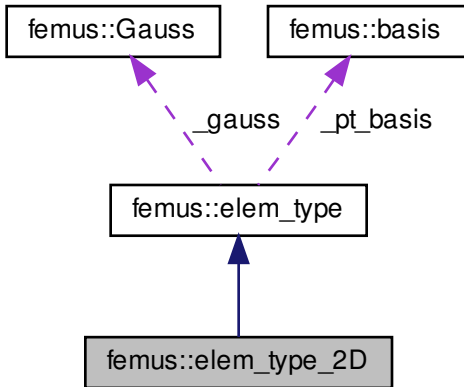 femus::Gauss
femus::basis
_gauss
_pt_basis
femus::elem_type
femus::elem_type_2D